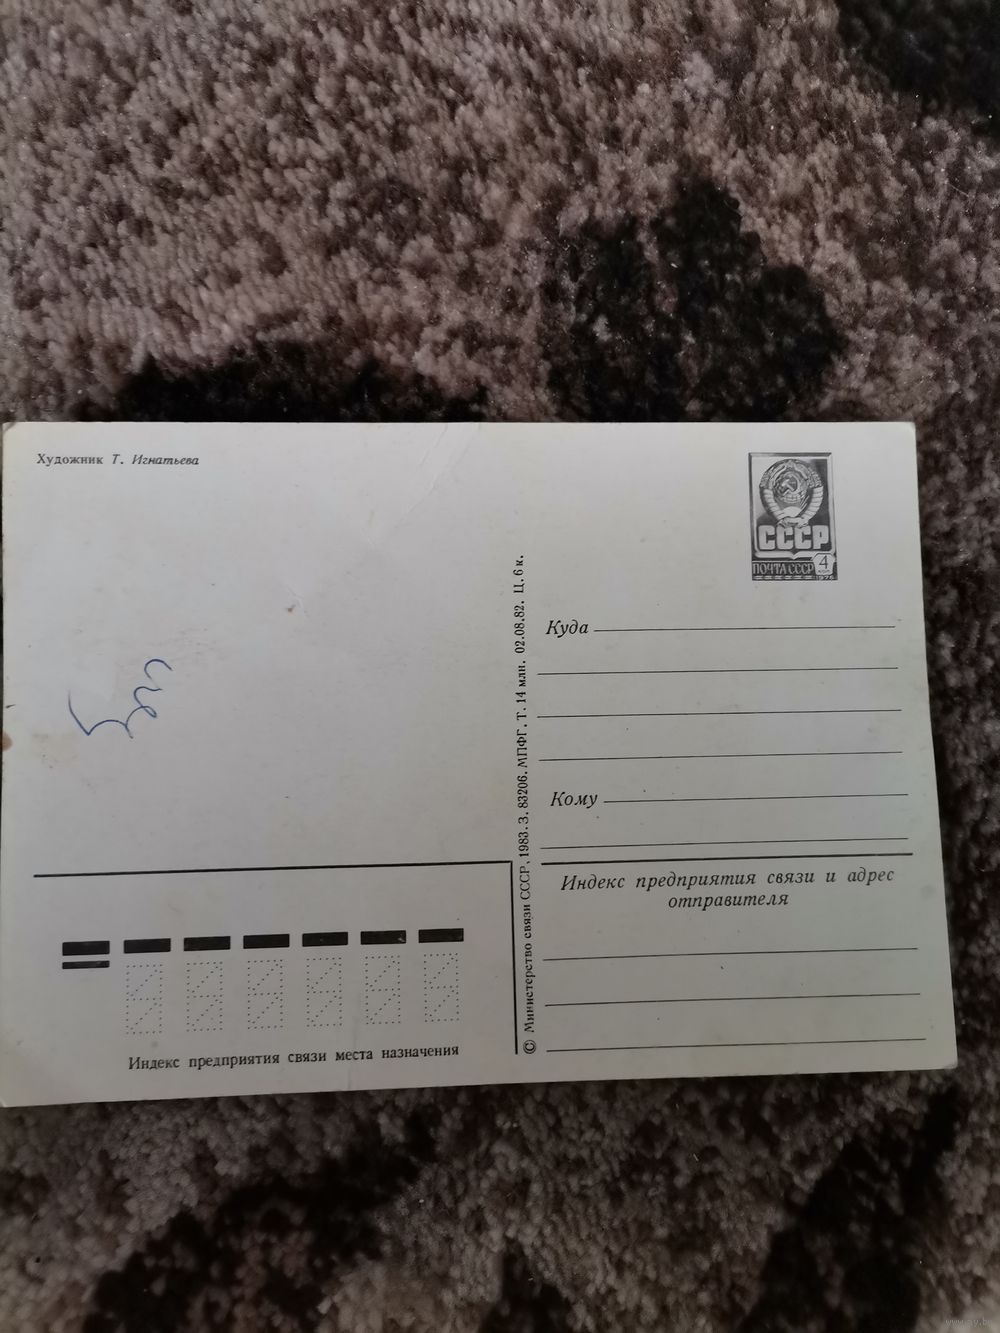 Художник Т. Игнатьева
СССР
ПОЧТА СССР
4
КОП
1976
Куда
Кому
Индекс предприятия связи и адрес
отправителя
© Министерство связи СССР, 1983. З. 83206. МПФГ. Т. 14 млн. 02.08.82. Ц. 6 к.
Индекс предприятия связи места назначения